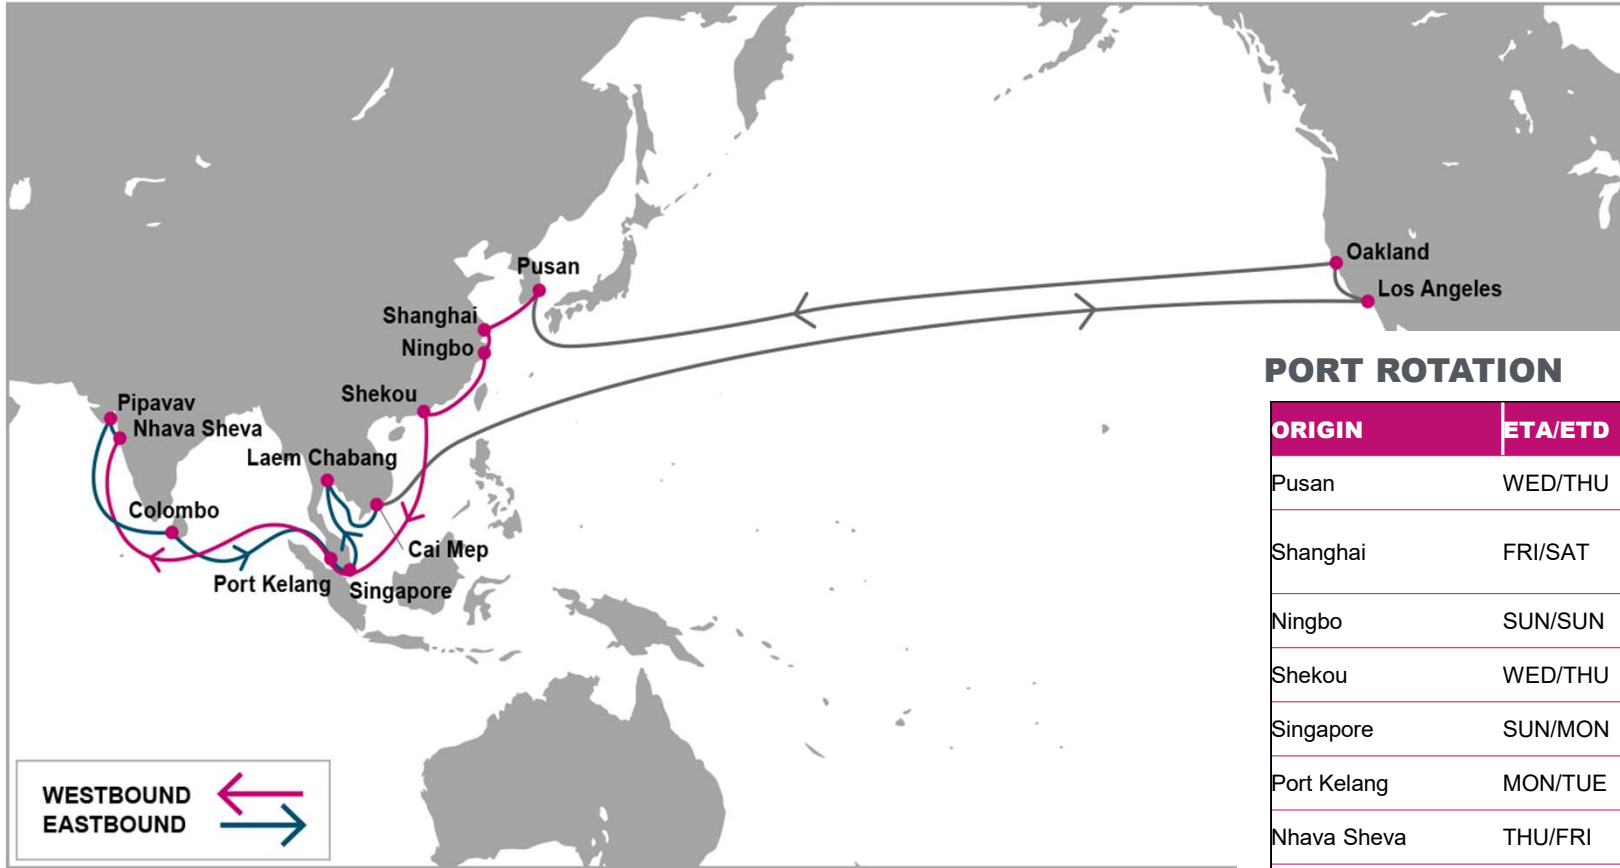 Oakland
Pusan
Los Angeles
Shanghai
Ningbo
Shekou
Pipavav
Nhava Sheva
Laem Chabang
Colombo
Cai Mep
Port Kelang
Singapore
WESTBOUND
EASTBOUND
PORT ROTATION
ORIGIN ETA/ETD
Pusan WED/THU
Shanghai FRI/SAT
Ningbo SUN/SUN
Shekou WED/THU
Singapore SUN/MON
Port Kelang MON/TUE
Nhava Sheva THU/FRI